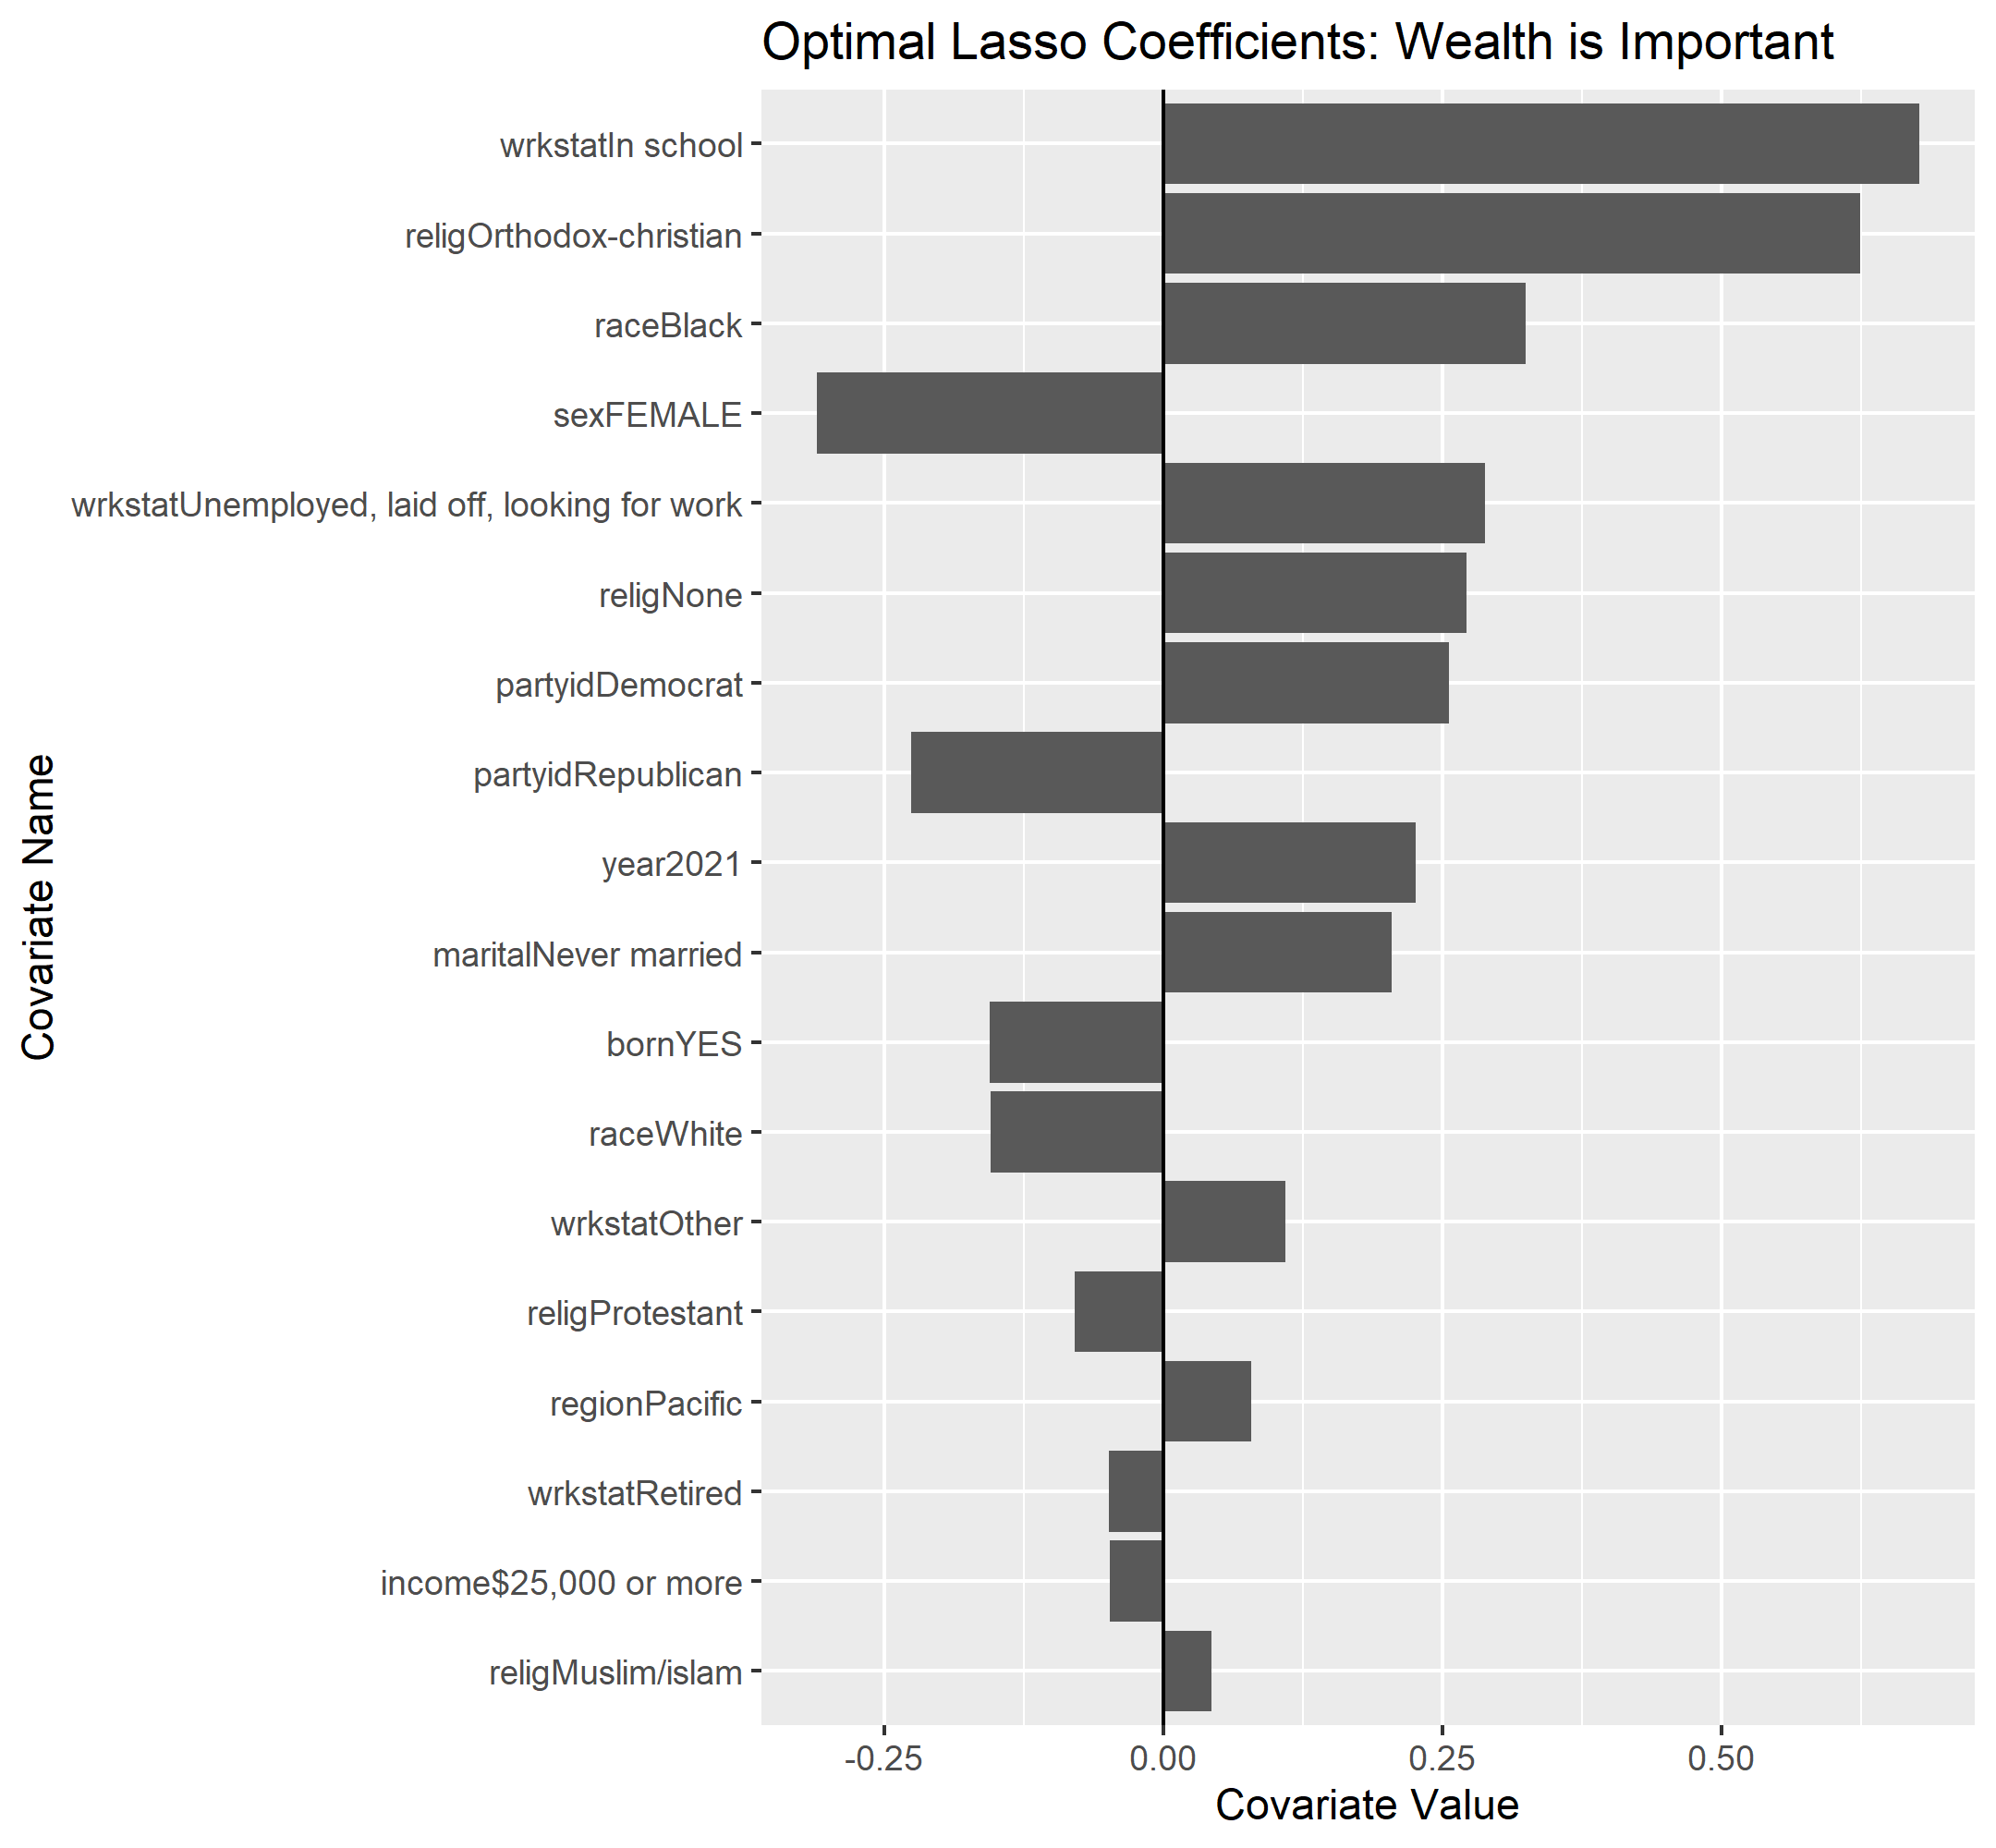 Optimal Lasso Coefficients: Wealth is Important
wrkstatIn school
religOrthodox-christian
raceBlack
sexFEMALE
wrkstatUnemployed, laid off, looking for work
religNone
partyidDemocrat
partyidRepublican
year2021
maritalNever married
bornYES
raceWhite
wrkstatOther
religProtestant
regionPacific
wrkstatRetired
income$25,000 or more
religMuslim/islam
Covariate Name
-0.25 0.00 0.25 0.50
Covariate Value